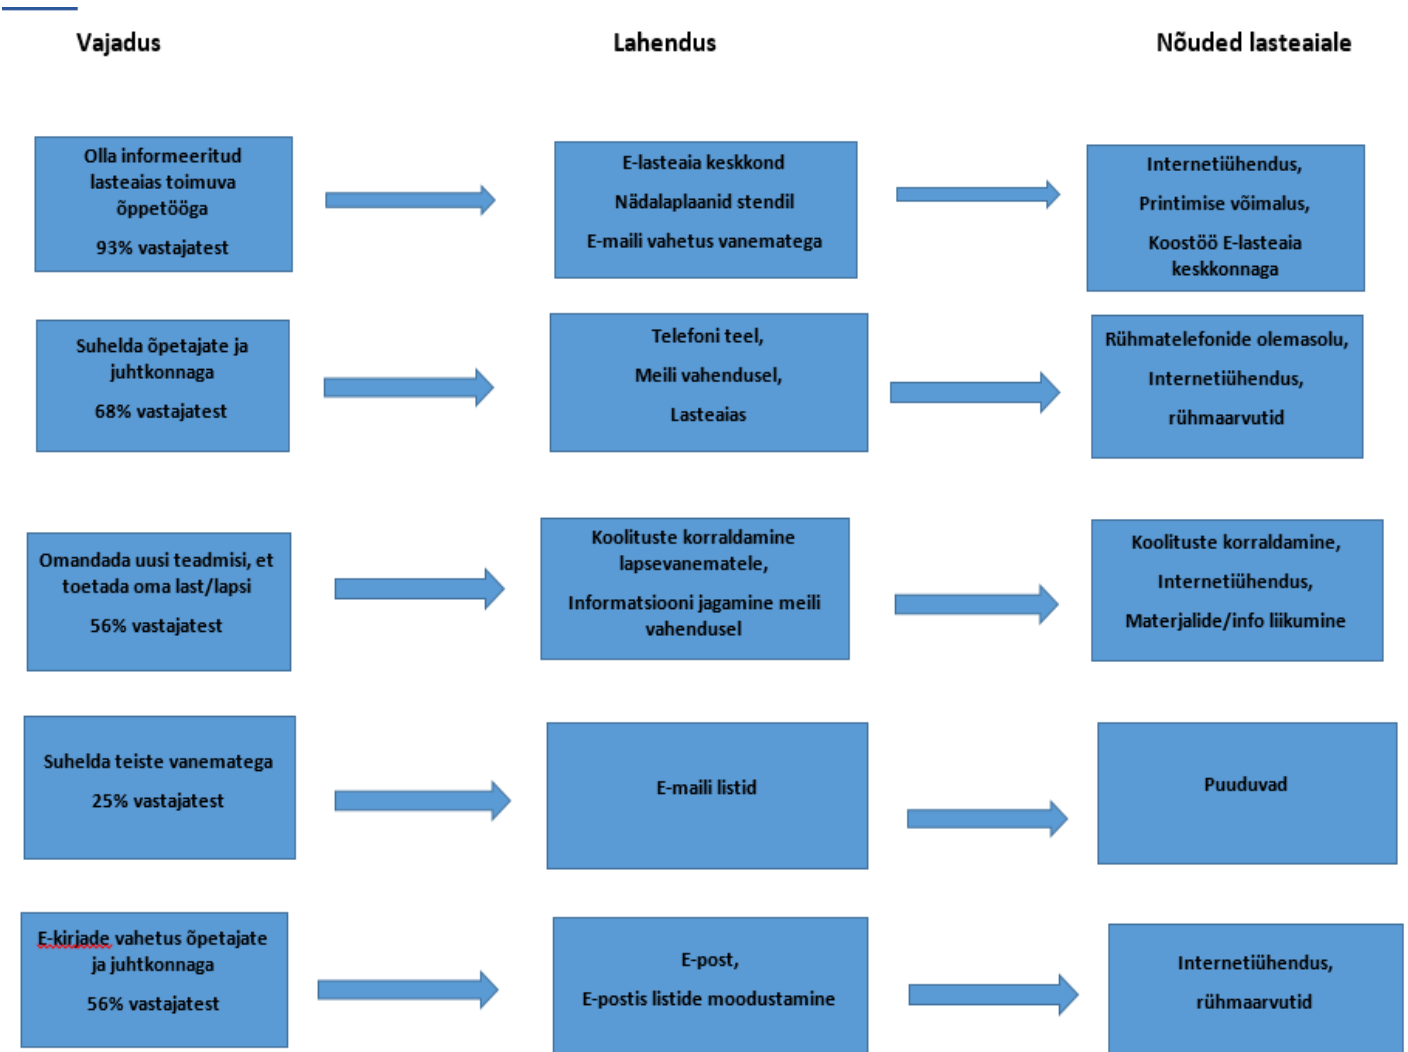 Vajadus
Lahendus
Nõuded lasteaiale
Olla informeeritud
lasteaias toimuva
õppetööga
93% vastajatest
E-lasteaia keskkond
Nädalaplaanid stendil
E-maili vahetus vanematega
Internetiühendus,
Printimise võimalus,
Koostöö E-lasteaia
keskkonnaga
Suhelda õpetajate ja
juhtkonnaga
68% vastajatest
Telefoni teel,
Meili vahendusel,
Lasteaias
Rühmatelefonide olemasolu,
Internetiühendus,
rühmaarvutid
Omandada uusi teadmisi, et
toetada oma last/lapsi
56% vastajatest
Koolituste korraldamine
lapsevanematele,
Informatsiooni jagamine meili
vahendusel
Koolituste korraldamine,
Internetiühendus,
Materjalide/info liikumine
Suhelda teiste vanematega
25% vastajatest
E-maili listid
Puuduvad
E-kirjade vahetus õpetajate
ja juhtkonnaga
56% vastajatest
E-post,
E-postis listide moodustamine
Internetiühendus,
rühmaarvutid